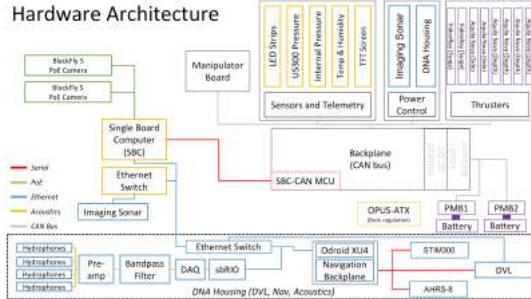 Hardware Architecture
BlackFly S
PoE Camera
BlackFly S
PoE Camera
Single Board
Computer
(SBC)
Ethernet
Switch
Imaging Sonar
Serial
PoE
Ethernet
Acoustics
CAN Bus
Manipulator
Board
LED Strips
US300 Pressure
Internal Pressure
Temp & Humidity
TFT Screen
Sensors and Telemetry
Imaging Sonar
DNA Housing
Power
Control
Thrusters
Backplane
(CAN bus)
SBC-CAN MCU
OPUS-ATX
PMB1
Battery
PMB2
Battery
Hydrophones
Hydrophones
Hydrophones
Hydrophones
Pre-
amp
Bandpass
Filter
DAQ
sbRIO
Ethernet Switch
Odroid XU4
Navigation
Backplane
STIM300
AHRS-8
DVL
DNA Housing (DVL, Nav, Acoustics)